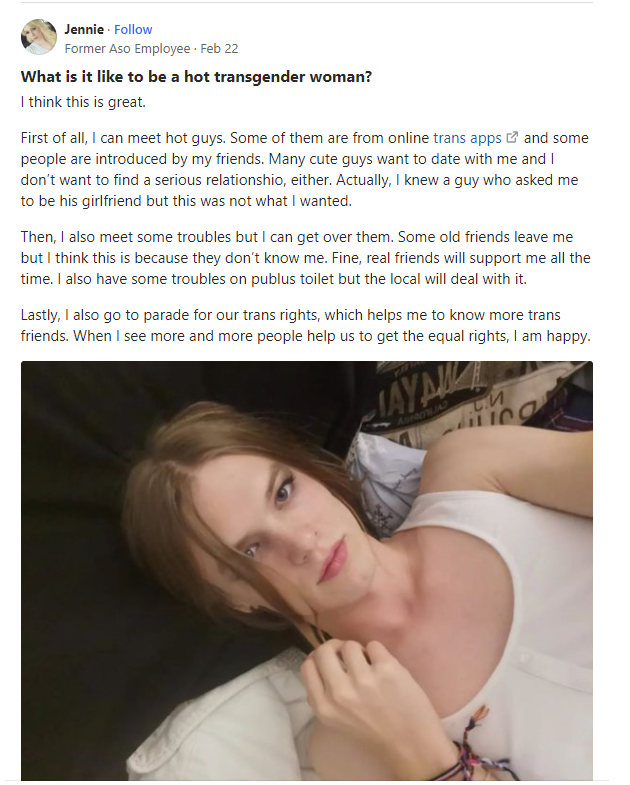 Jennie · Follow
Former Aso Employee · Feb 22
What is it like to be a hot transgender woman?
I think this is great.
First of all, I can meet hot guys. Some of them are from online trans apps and some
people are introduced by my friends. Many cute guys want to date with me and I
don't want to find a serious relationshio, either. Actually, I knew a guy who asked me
to be his girlfriend but this was not what I wanted.
Then, I also meet some troubles but I can get over them. Some old friends leave me
but I think this is because they don't know me. Fine, real friends will support me all the
time. I also have some troubles on publus toilet but the local will deal with it.
Lastly, I also go to parade for our trans rights, which helps me to know more trans
friends. When I see more and more people help us to get the equal rights, I am happy.